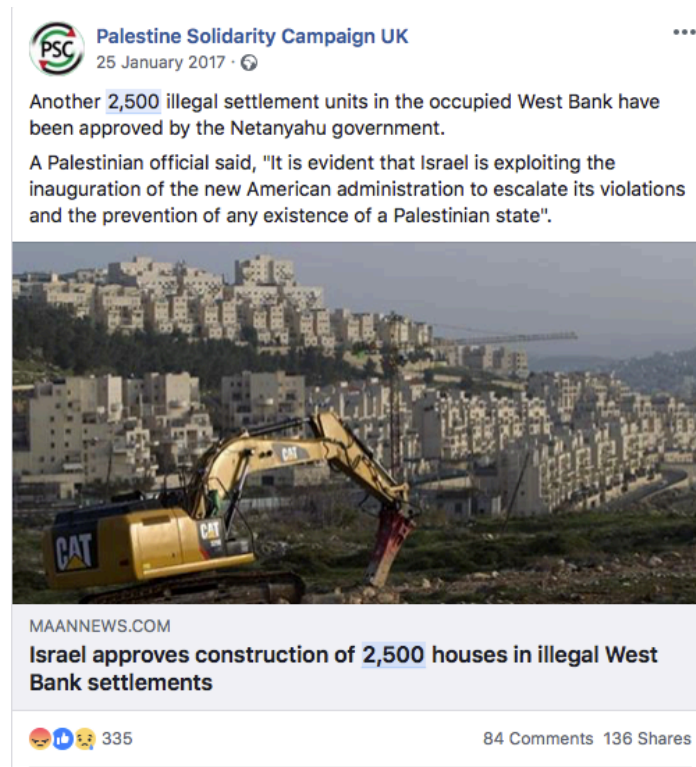 PSC
Palestine Solidarity Campaign UK
25 January 2017 ·
Another 2,500 illegal settlement units in the occupied West Bank have
been approved by the Netanyahu government.
A Palestinian official said, "It is evident that Israel is exploiting the
inauguration of the new American administration to escalate its violations
and the prevention of any existence of a Palestinian state".
CAT
CAT
CAT
MAANNEWS.COM
Israel approves construction of 2,500 houses in illegal West
Bank settlements
335
84 Comments 136 Shares